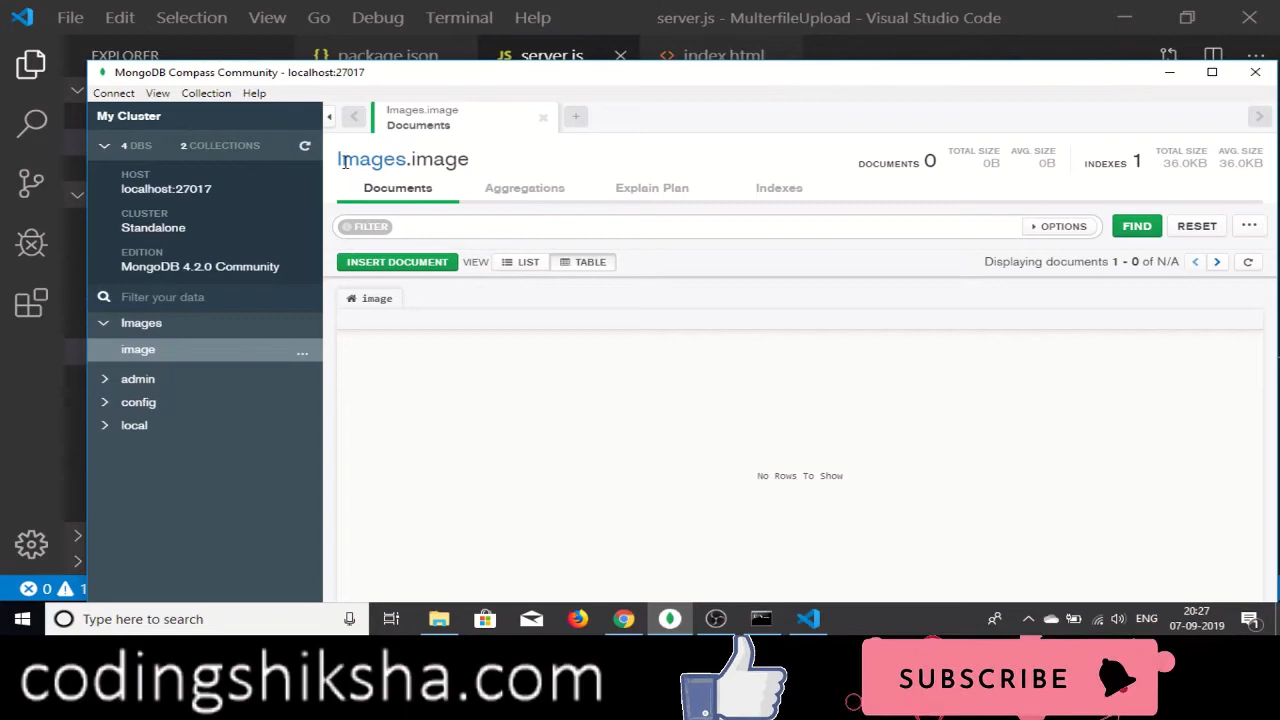 File Edit Selection View Go Debug Terminal Help server.js - MulterfileUpload - Visual Studio Code
EXPLORER package.json JS server.js index.html
MongoDB Compass Community - localhost:27017
Connect View Collection Help
My Cluster
4 DBS 2 COLLECTIONS
HOST
localhost:27017
CLUSTER
Standalone
EDITION
MongoDB 4.2.0 Community
Filter your data
Images
image
...
admin
config
local
Images.image
Documents
Images.image
DOCUMENTS 0 TOTAL SIZE 0B AVG. SIZE 0B INDEXES 1 TOTAL SIZE 36.0KB AVG. SIZE 36.0KB
Documents Aggregations Explain Plan Indexes
FILTER OPTIONS FIND RESET ...
INSERT DOCUMENT VIEW LIST TABLE Displaying documents 1 - 0 of N/A
image
No Rows To Show
0 1
Type here to search ENG 20:27
07-09-2019 1
codingshiksha.com SUBSCRIBE